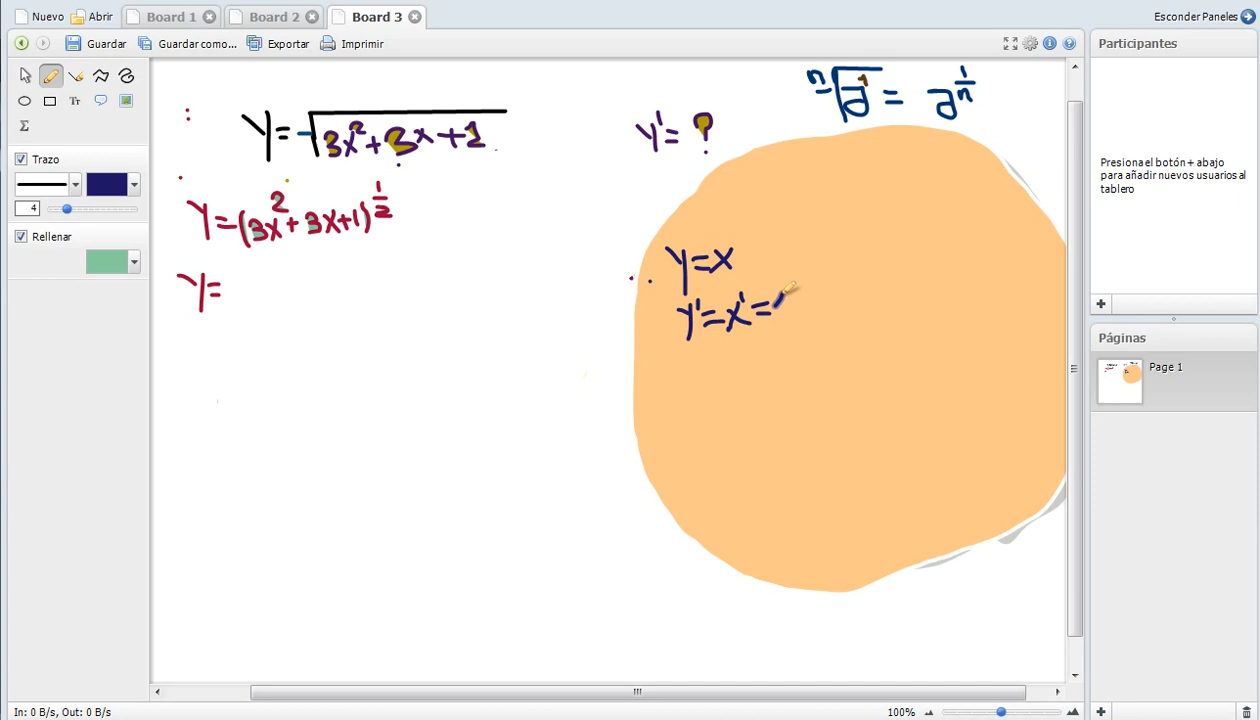 Nuevo Abrir Board 1 Board 2 Board 3 Esconder Paneles
Guardar Guardar como... Exportar Imprimir
Participantes
Presiona el botón + abajo
para añadir nuevos usuarios al
tablero
Tr
Σ
Trazo
4
Rellenar
Y=√3x²+3x+1
Y'= ?
ⁿ√a¹ = a^(1/n)
Y=(3x²+3x+1)^(1/2)
Y=
Y=x
Y'=x'=
Páginas
Page 1
In: 0 B/s, Out: 0 B/s
100%